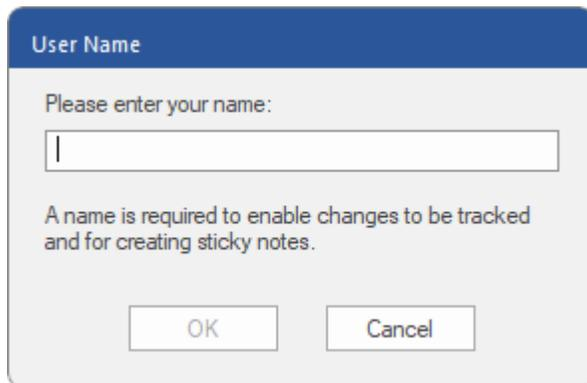 User Name
Please enter your name:
A name is required to enable changes to be tracked
and for creating sticky notes.
OK
Cancel